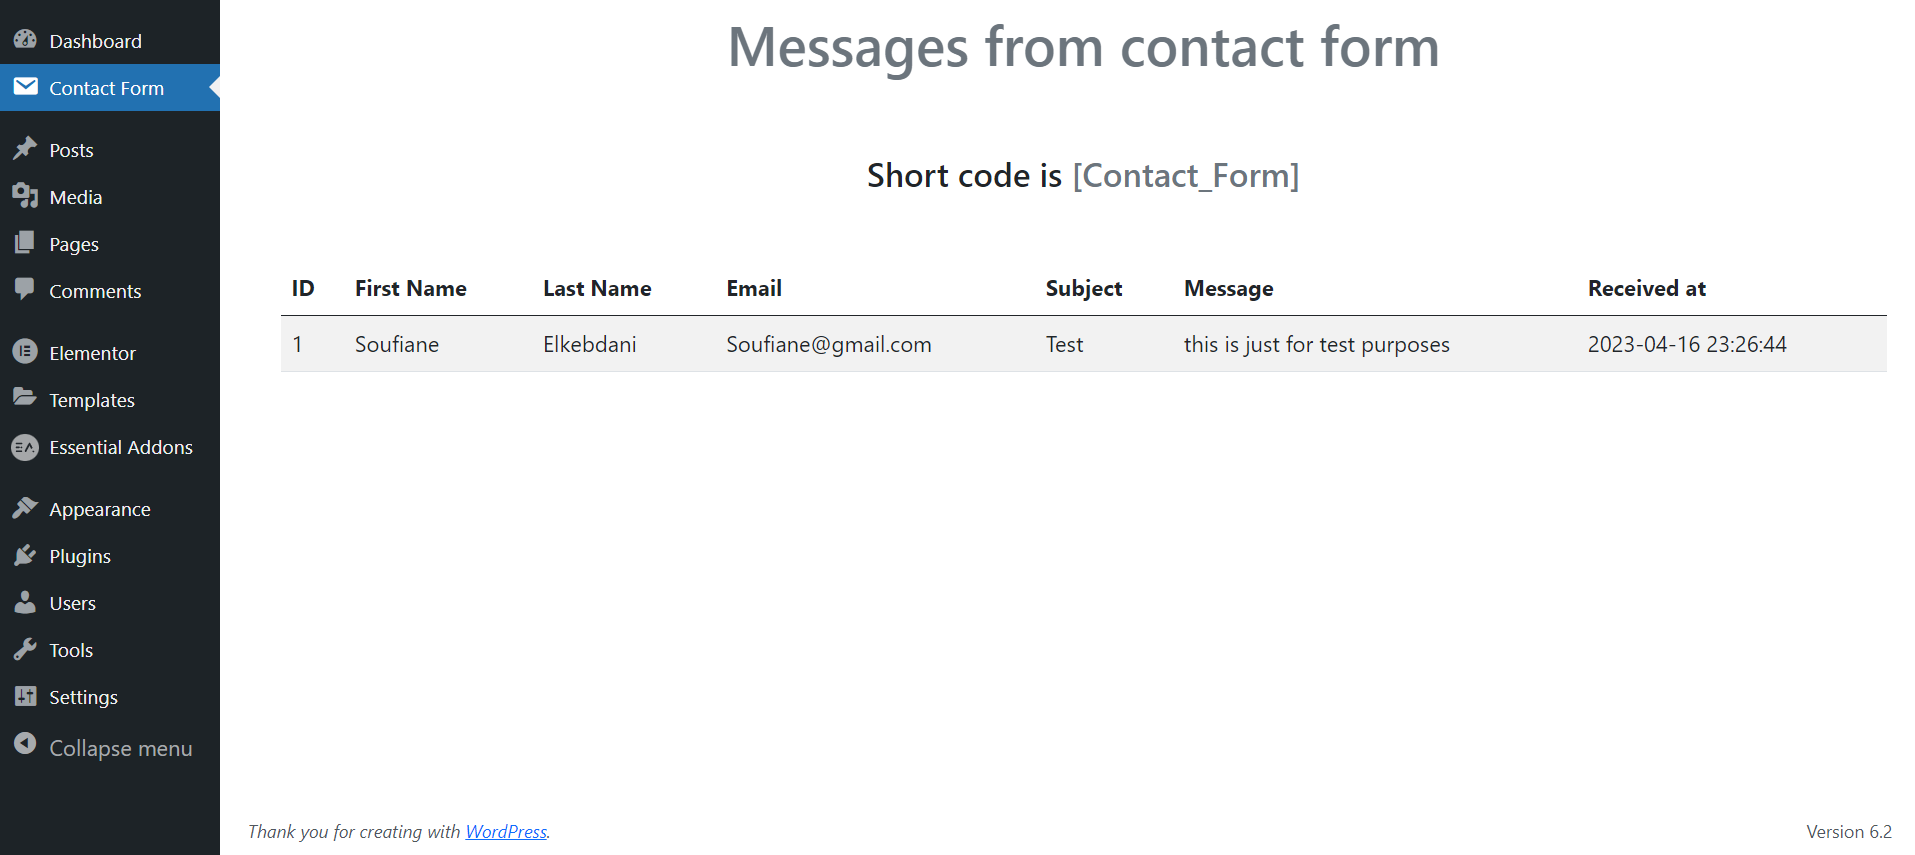 Dashboard
Contact Form
Posts
Media
Pages
Comments
Elementor
Templates
Essential Addons
Appearance
Plugins
Users
Tools
Settings
Collapse menu
Messages from contact form
Short code is [Contact_Form]
ID First Name Last Name Email Subject Message Received at
1 Soufiane Elkebdani Soufiane@gmail.com Test this is just for test purposes 2023-04-16 23:26:44
Thank you for creating with WordPress. Version 6.2